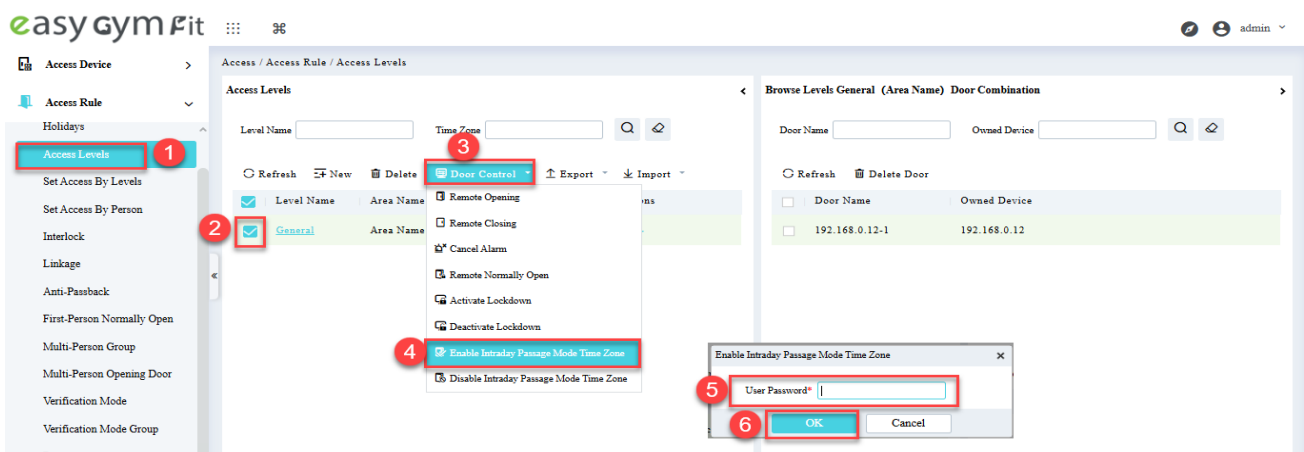 easy Gym Fit
admin
Access Device
Access Rule
Holidays
Access Levels
1
Set Access By Levels
Set Access By Person
Interlock
Linkage
Anti-Passback
First-Person Normally Open
Multi-Person Group
Multi-Person Opening Door
Verification Mode
Verification Mode Group
Access / Access Rule / Access Levels
Access Levels
Level Name
Time Zone
3
Refresh New Delete Door Control Export Import
Level Name Area Name
2
General Area Name
Remote Opening
Remote Closing
Cancel Alarm
Remote Normally Open
Activate Lockdown
Deactivate Lockdown
4
Enable Intraday Passage Mode Time Zone
Disable Intraday Passage Mode Time Zone
Browse Levels General (Area Name) Door Combination
Door Name
Owned Device
Refresh Delete Door
Door Name Owned Device
192.168.0.12-1 192.168.0.12
Enable Intraday Passage Mode Time Zone
5
User Password*
6
OK Cancel